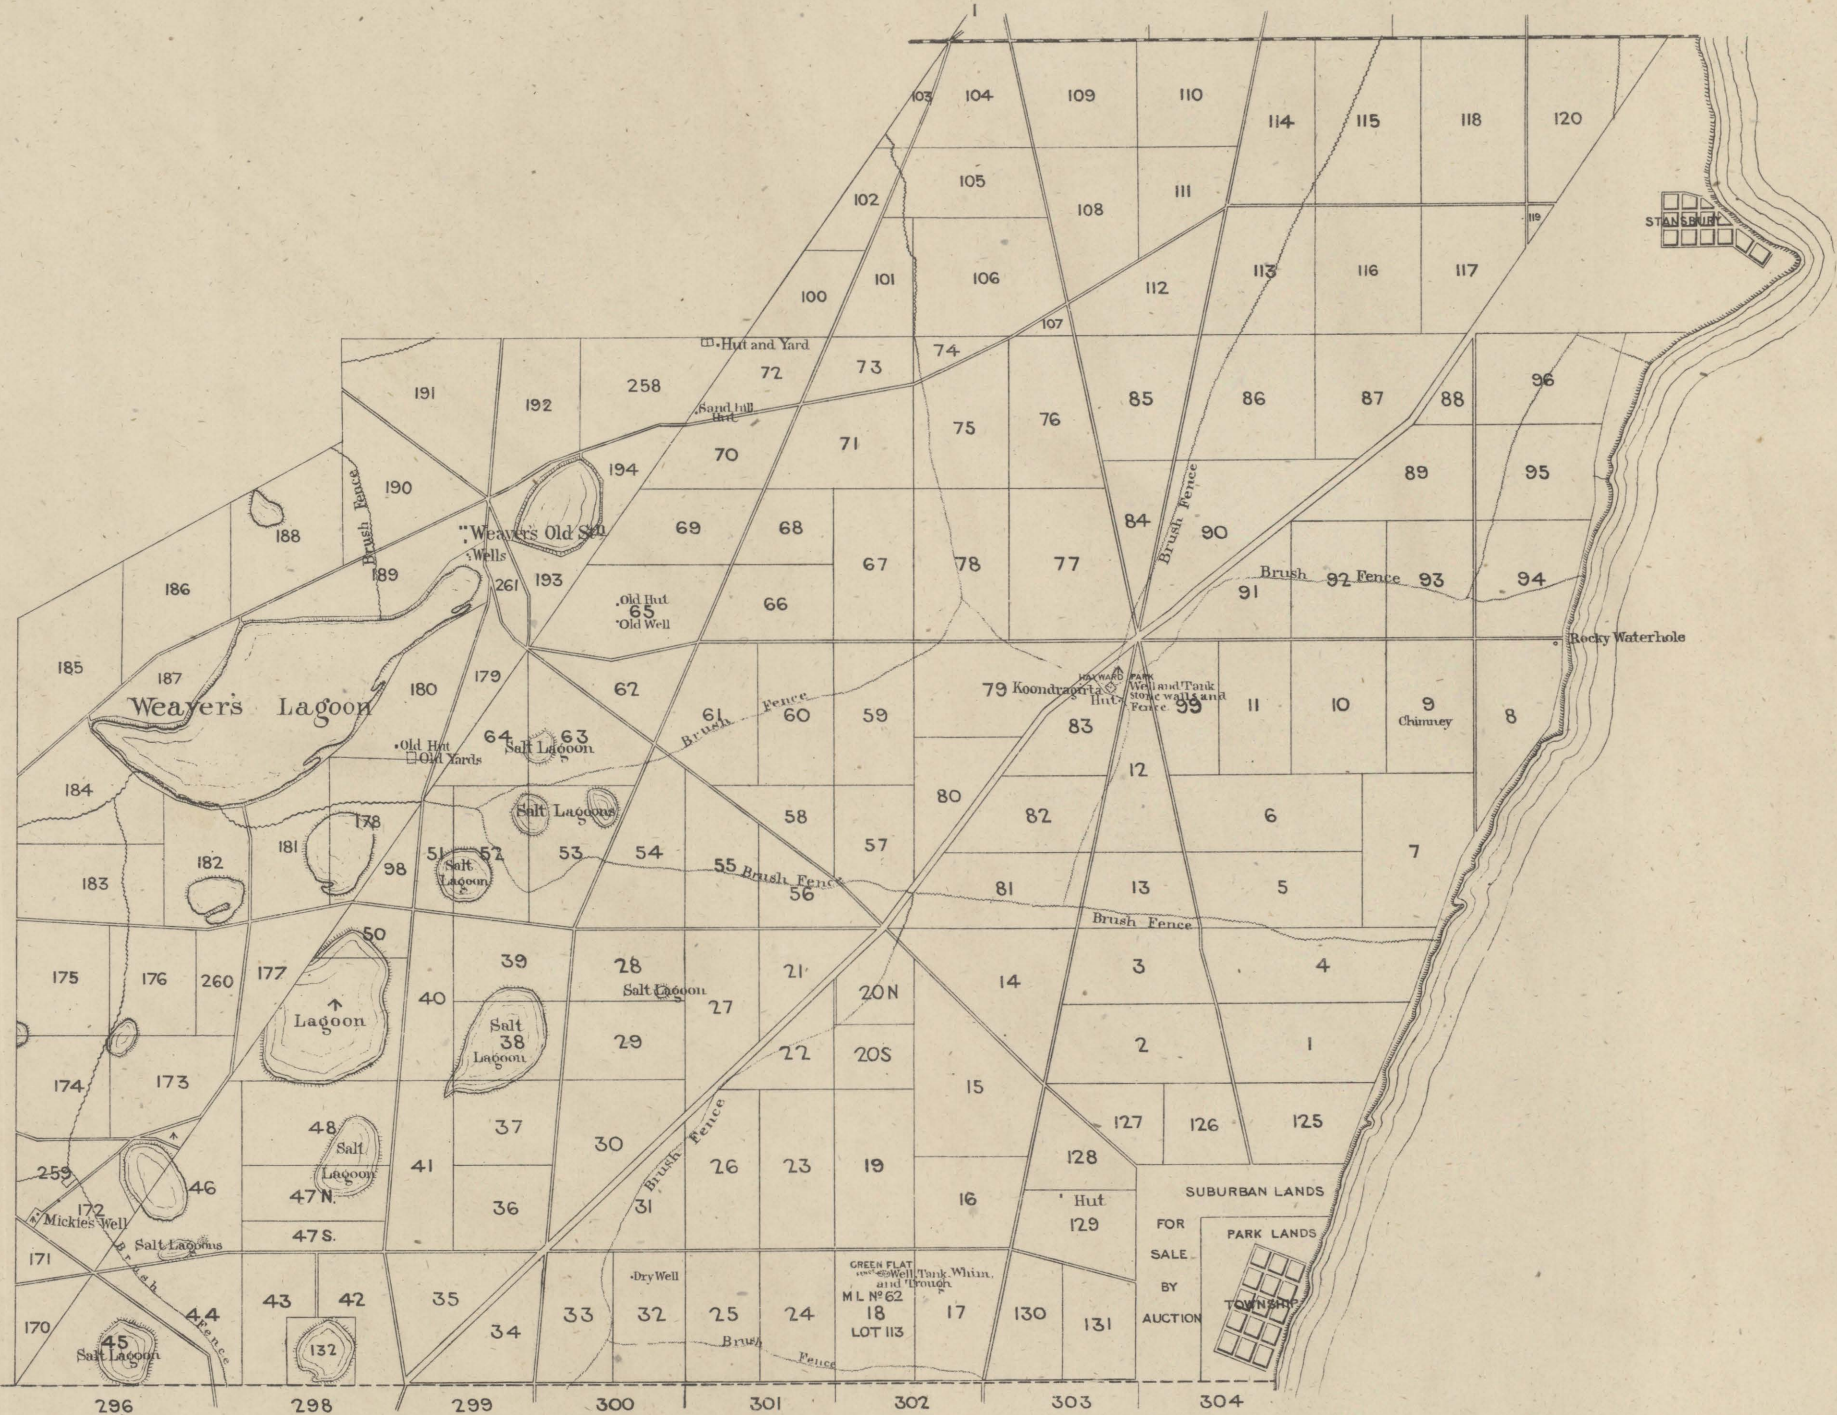 1
103
104
109
110
114
115
118
120
102
105
108
111
119
STANSBURY
100
101
106
112
113
116
117
107
Hut and Yard
74
191
192
258
72
73
Sand hill
Hut
75
76
85
86
87
88
96
190
194
70
71
89
95
188
Brush Fence
Weaver's Old Stn
Wells
69
68
84
90
Brush Fence
186
189
261
193
67
78
77
91
Brush
92
Fence
93
94
Old Hut
65
Old Well
66
Rocky Waterhole
185
187
180
179
62
79
Koondragurta
Hut
HAYWARD PARK
Well and Tank
stone walls and
Fence
99
11
10
9
Chimney
8
Weaver's Lagoon
61
Brush Fence
60
59
83
64
63
Salt Lagoon
Old Hut
Old Yards
12
184
80
178
Salt Lagoons
58
82
6
181
182
98
51
52
53
54
57
7
183
Salt
Lagoon
55
Brush Fence
56
81
13
5
Brush Fence
50
175
176
260
177
39
28
21
14
3
4
40
Salt Lagoon
27
20N
Lagoon
Salt
38
Lagoon
29
22
20S
2
1
174
173
15
48
Salt
Lagoon
37
30
Brush Fence
127
126
125
259
46
47N.
41
26
23
19
128
172
Mickie's Well
36
31
16
Hut
129
SUBURBAN LANDS
FOR
SALE
BY
AUCTION
PARK LANDS
47S.
Salt Lagoons
171
Brush Fence
Dry Well
GREEN FLAT
Well, Tank, Whim,
and Trough
ML Nº 62
18
LOT 113
43
42
35
170
44
45
Salt Lagoon
132
34
33
32
25
24
17
130
131
TOWNSHIP
Brush Fence
296
298
299
300
301
302
303
304